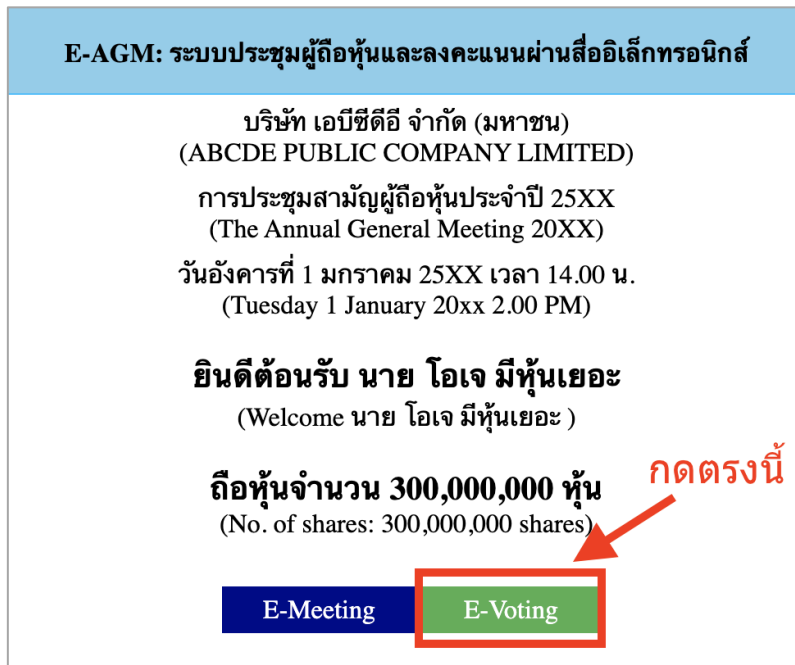 E-AGM: ระบบประชุมผู้ถือหุ้นและลงคะแนนผ่านสื่ออิเล็กทรอนิกส์
บริษัท เอบีซีดีอี จำกัด (มหาชน)
(ABCDE PUBLIC COMPANY LIMITED)
การประชุมสามัญผู้ถือหุ้นประจำปี 25XX
(The Annual General Meeting 20XX)
วันอังคารที่ 1 มกราคม 25XX เวลา 14.00 น.
(Tuesday 1 January 20xx 2.00 PM)
ยินดีต้อนรับ นาย โอเจ มีหุ้นเยอะ
(Welcome นาย โอเจ มีหุ้นเยอะ )
กดตรงนี้
ถือหุ้นจำนวน 300,000,000 หุ้น
(No. of shares: 300,000,000 shares)
E-Meeting E-Voting